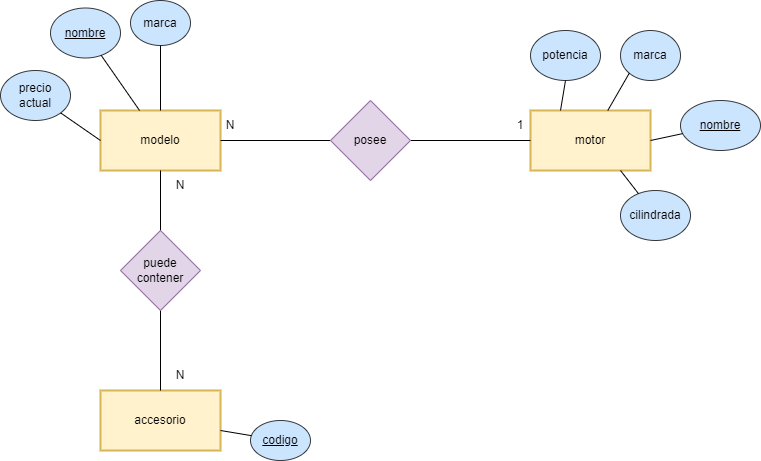 marca
nombre
precio
actual
modelo
N
posee
1
motor
potencia
marca
nombre
cilindrada
N
puede
contener
N
accesorio
codigo